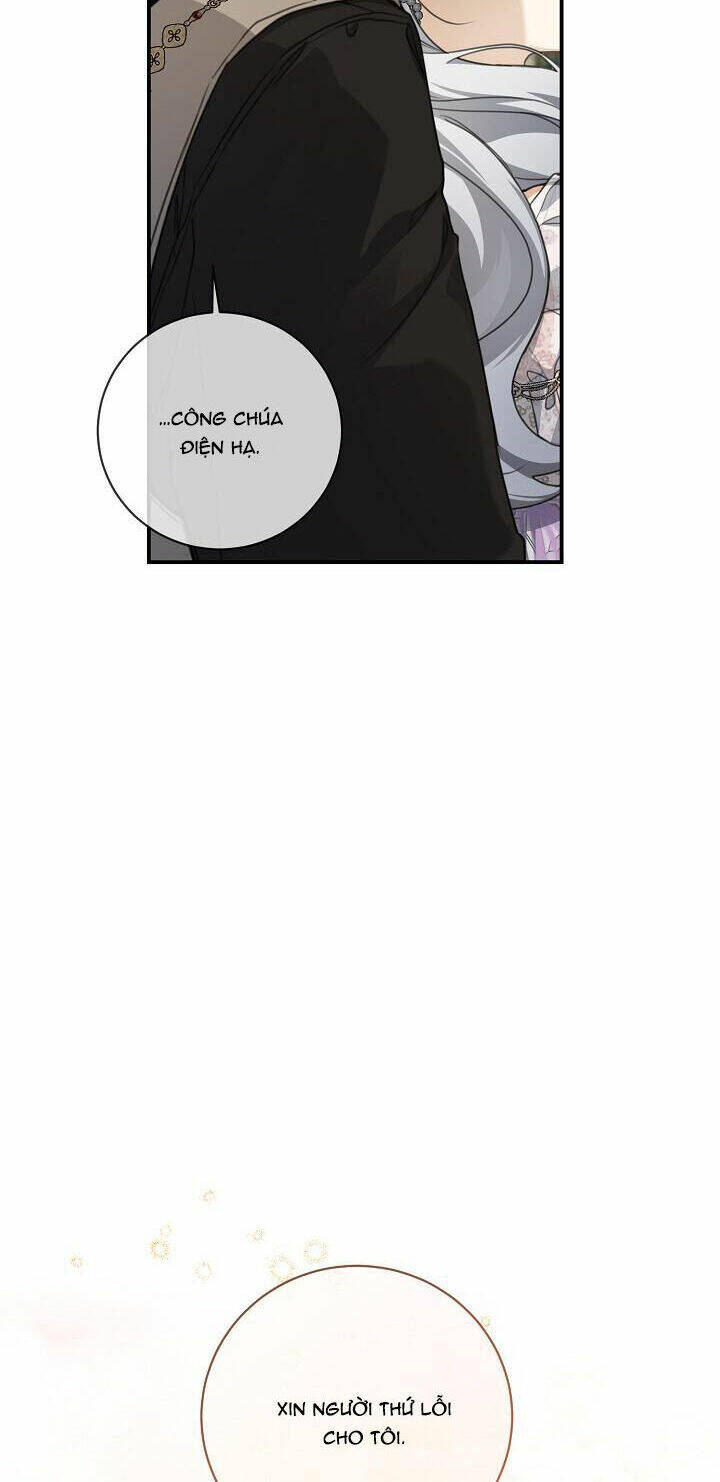 ...CÔNG CHÚA
ĐIỆN HẠ.
XIN NGƯỜI THỨ LỖI
CHO TÔI.